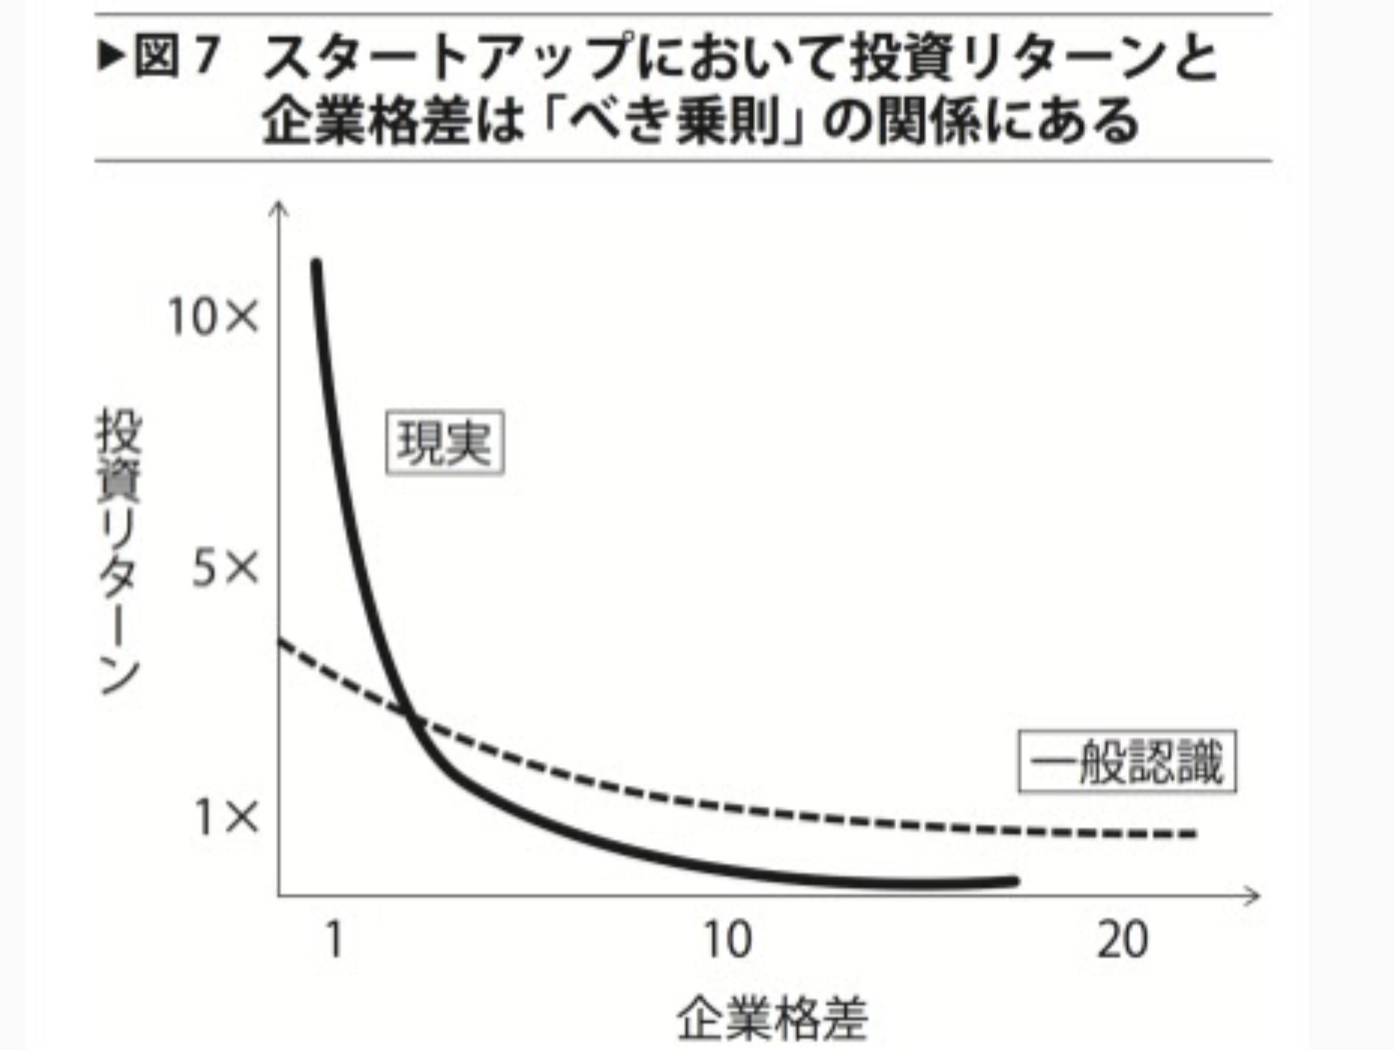 ▶図7 スタートアップにおいて投資リターンと
企業格差は「べき乗則」の関係にある
10×
現実
投資リターン
5×
一般認識
1×
1 10 20
企業格差